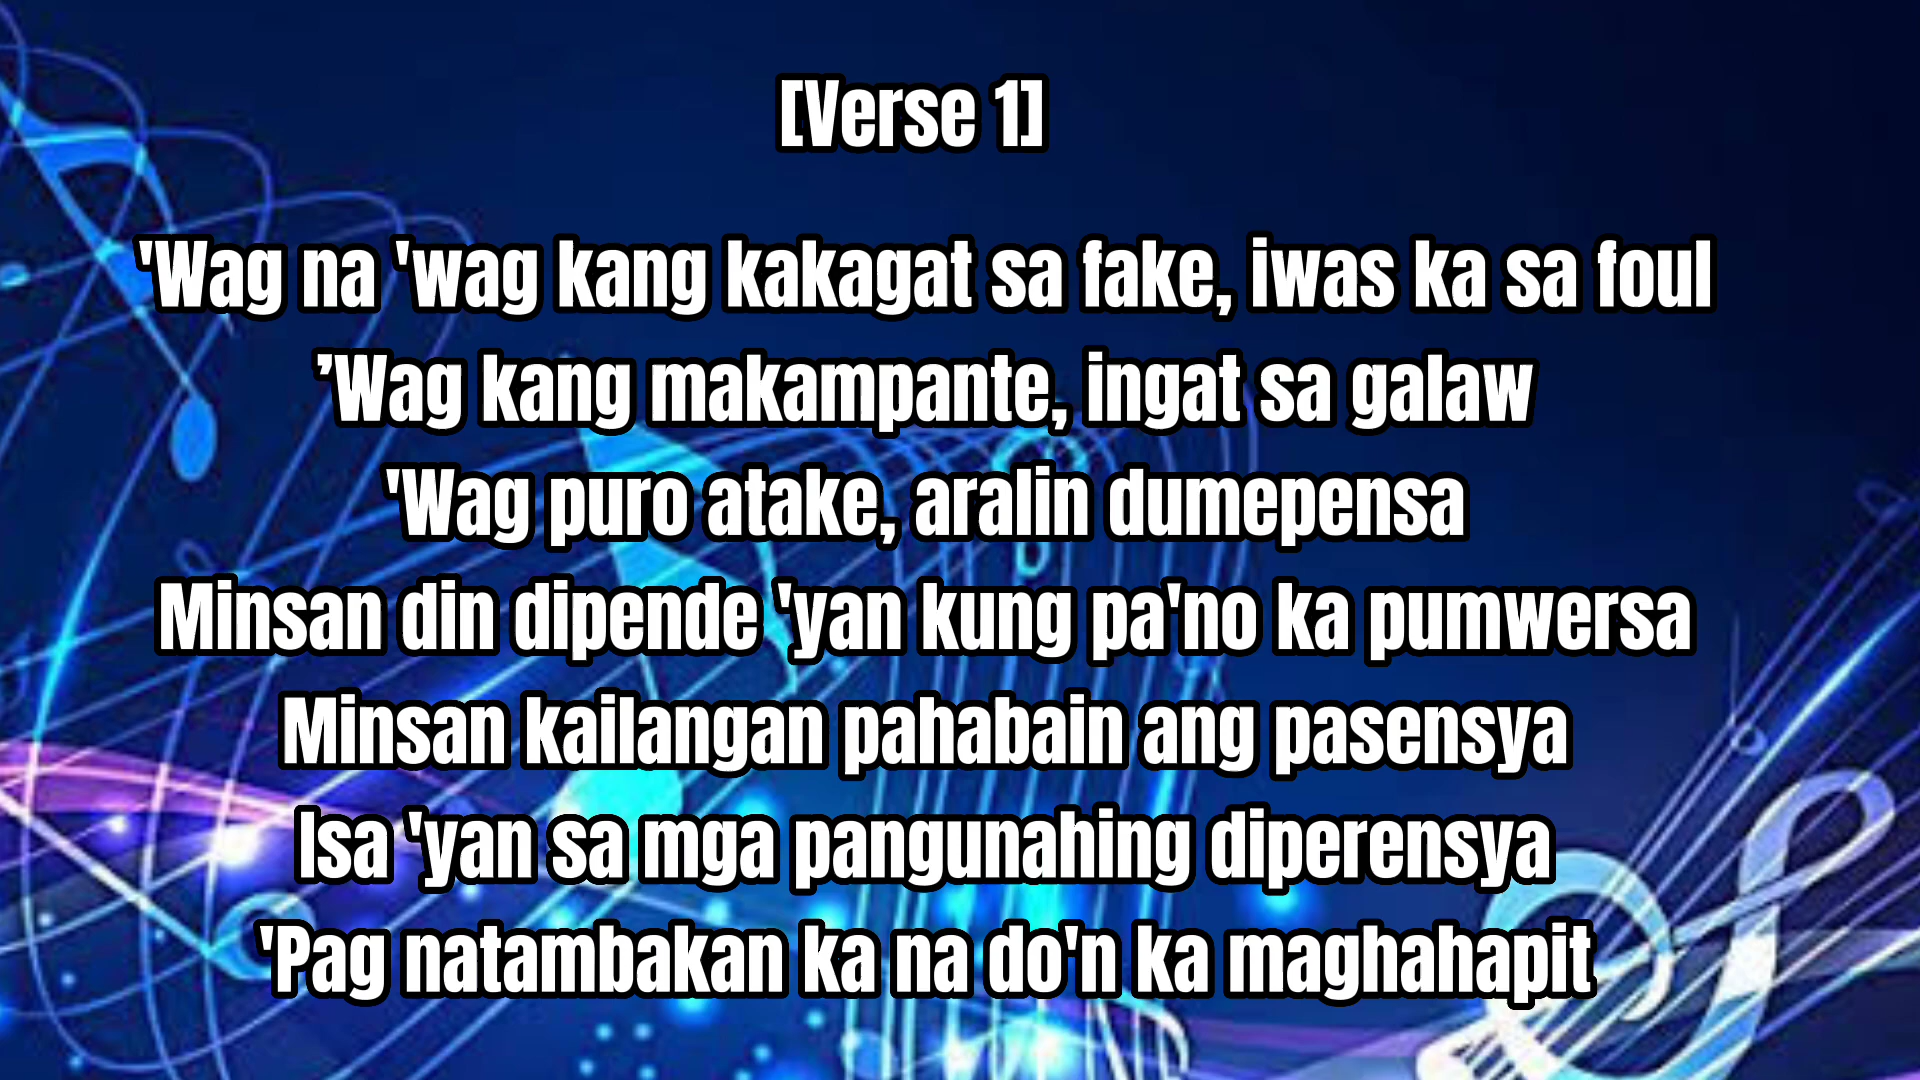 [Verse 1]
'Wag na 'wag kang kakagat sa fake, iwas ka sa foul
’Wag kang makampante, ingat sa galaw
'Wag puro atake, aralin dumepensa
Minsan din dipende 'yan kung pa'no ka pumwersa
Minsan kailangan pahabain ang pasensya
Isa 'yan sa mga pangunahing diperensya
'Pag natambakan ka na do'n ka maghahapit